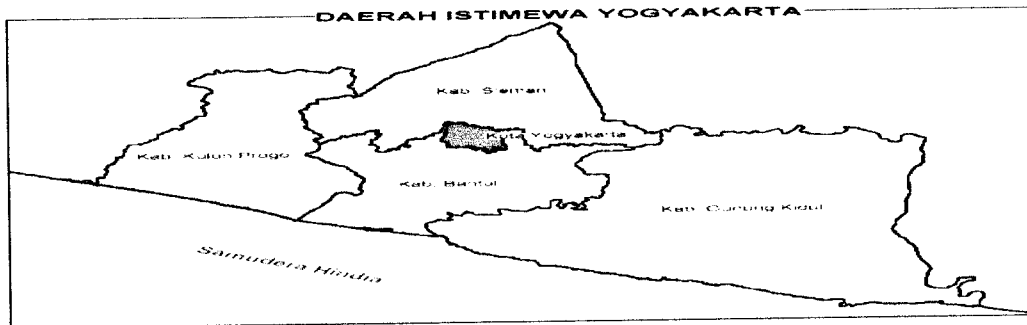 DAERAH ISTIMEWA YOGYAKARTA
Kab. Sleman
Kota Yogyakarta
Kab. Kulon Progo
Kab. Bantul
Kab. Gunung Kidul
Samudera Hindia